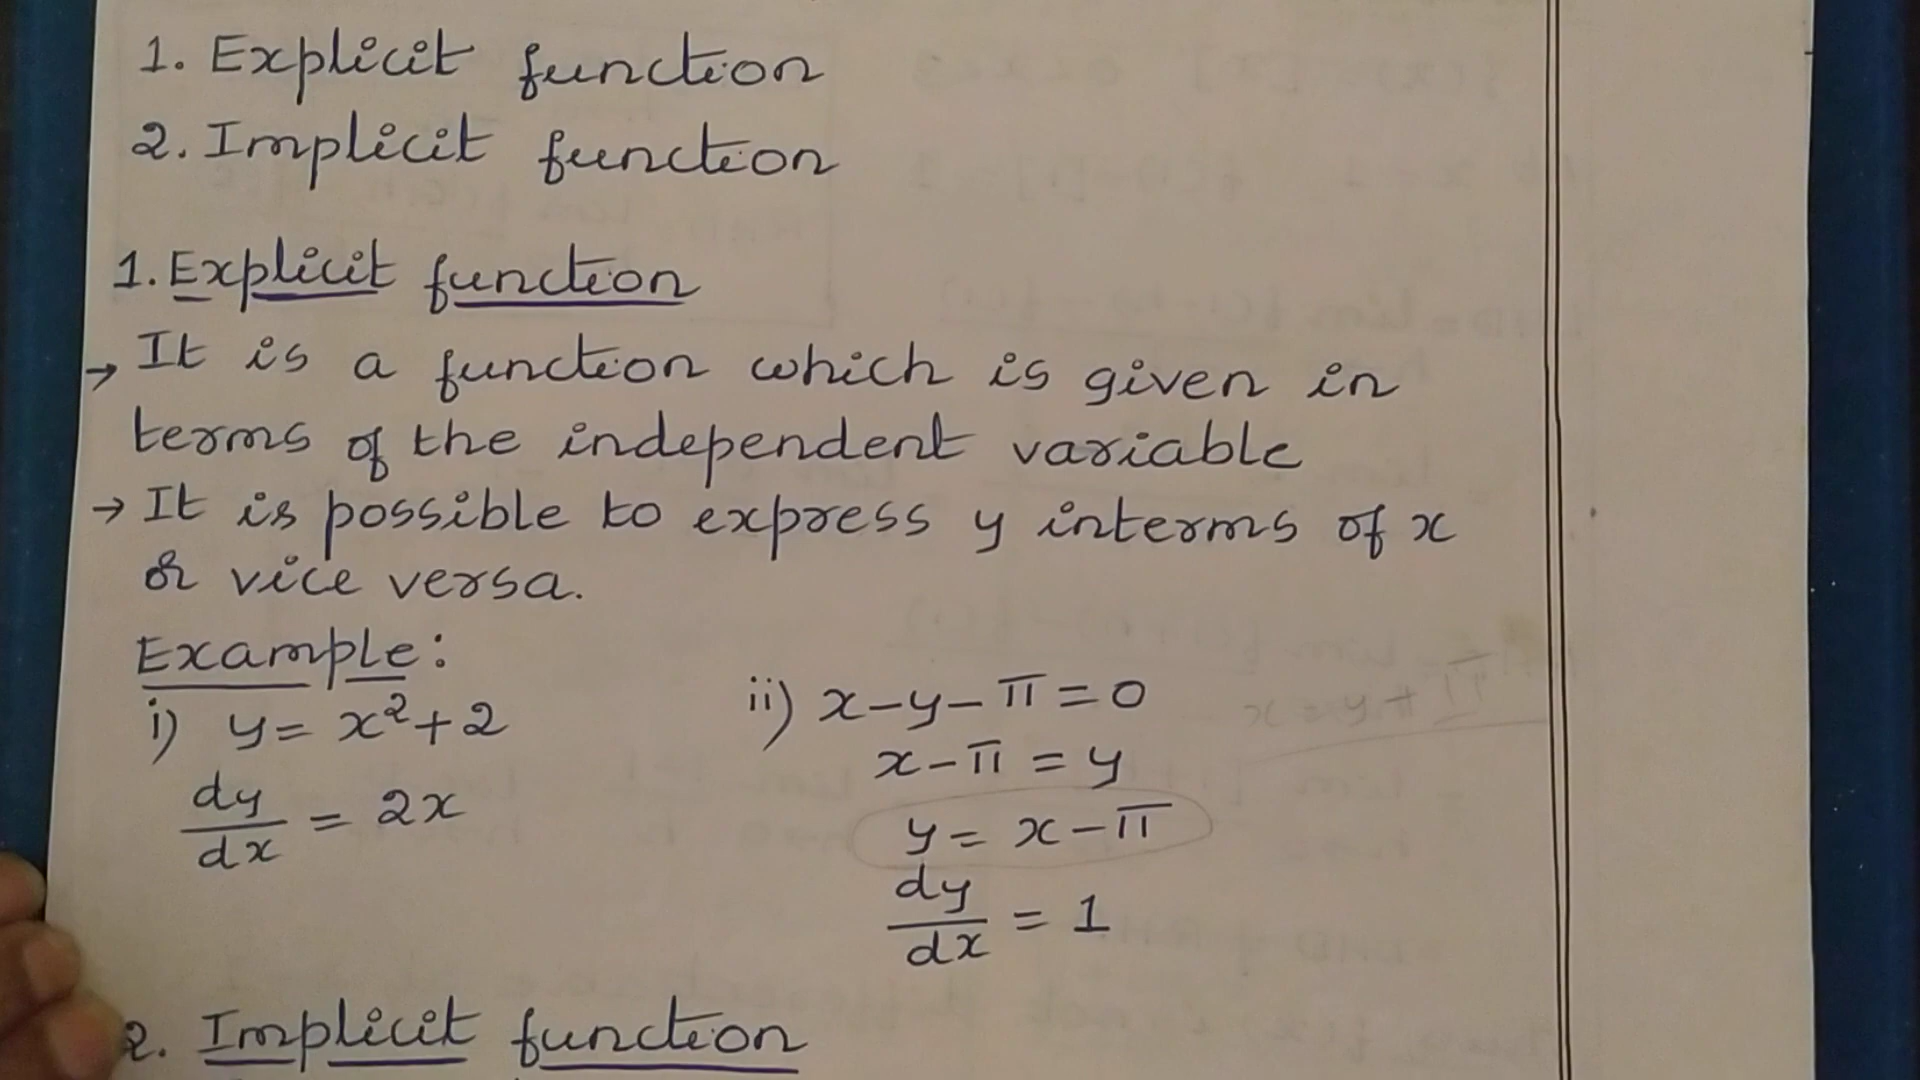 1. Explicit function
2. Implicit function
1. Explicit function
→ It is a function which is given in
terms of the independent variable
→ It is possible to express y interms of x
or vice versa.
Example:
i) y = x²+2
dy/dx = 2x
ii) x-y-π=0
x-π = y
y = x-π
dy/dx = 1
2. Implicit function